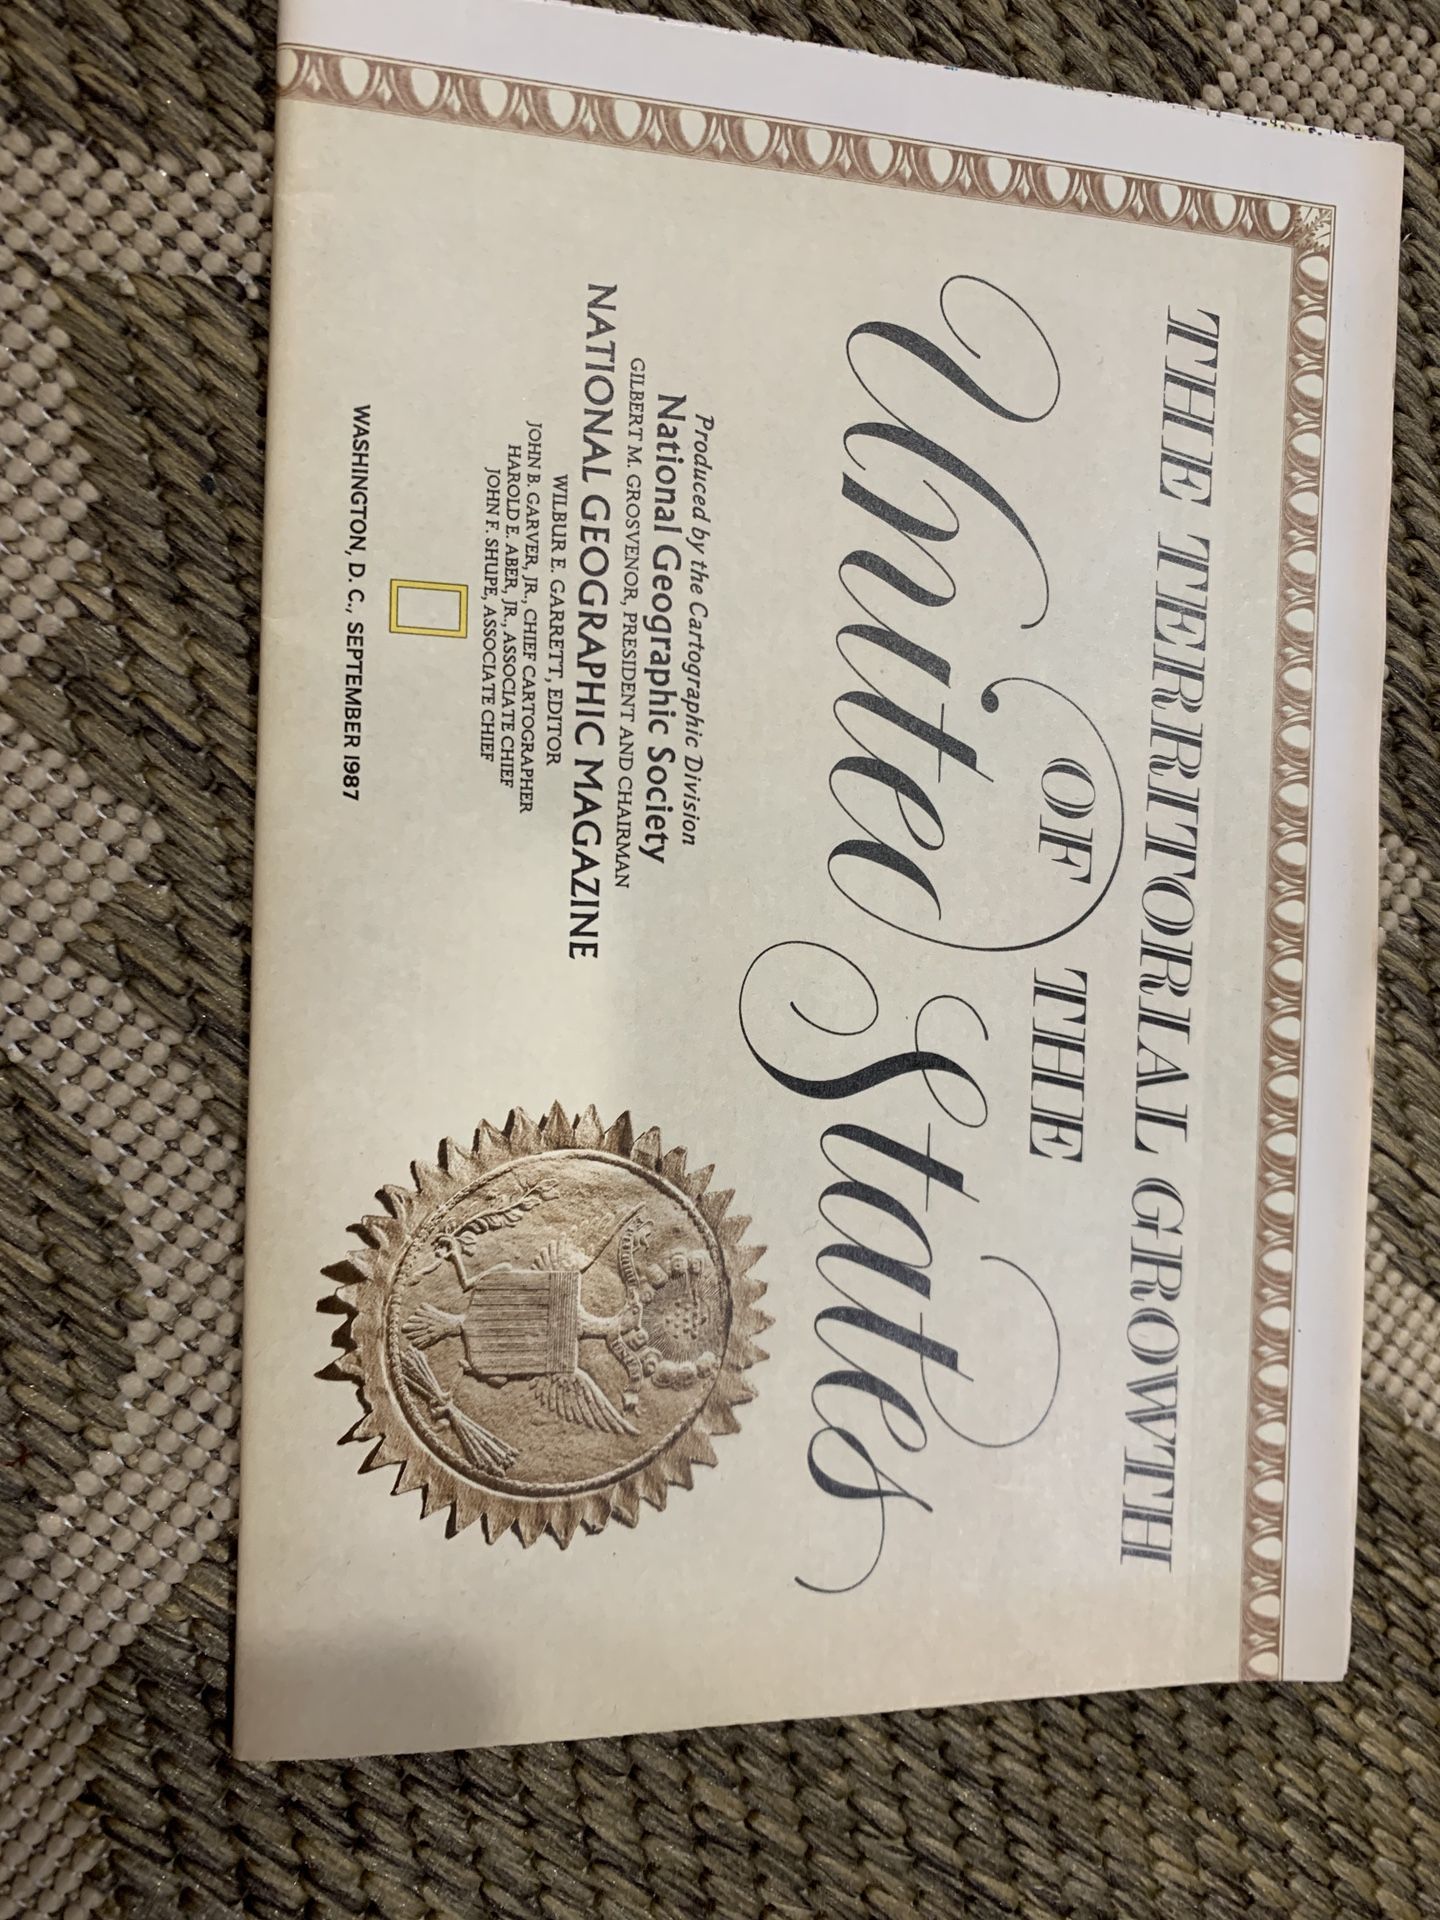 THE TERRITORIAL GROWTH
OF THE
United States
Produced by the Cartographic Division
National Geographic Society
GILBERT M. GROSVENOR, PRESIDENT AND CHAIRMAN
NATIONAL GEOGRAPHIC MAGAZINE
WILBUR E. GARRETT, EDITOR
JOHN B. GARVER, JR., CHIEF CARTOGRAPHER
HAROLD E. ABER, JR., ASSOCIATE CHIEF
JOHN F. SHUPE, ASSOCIATE CHIEF
WASHINGTON, D. C., SEPTEMBER 1987